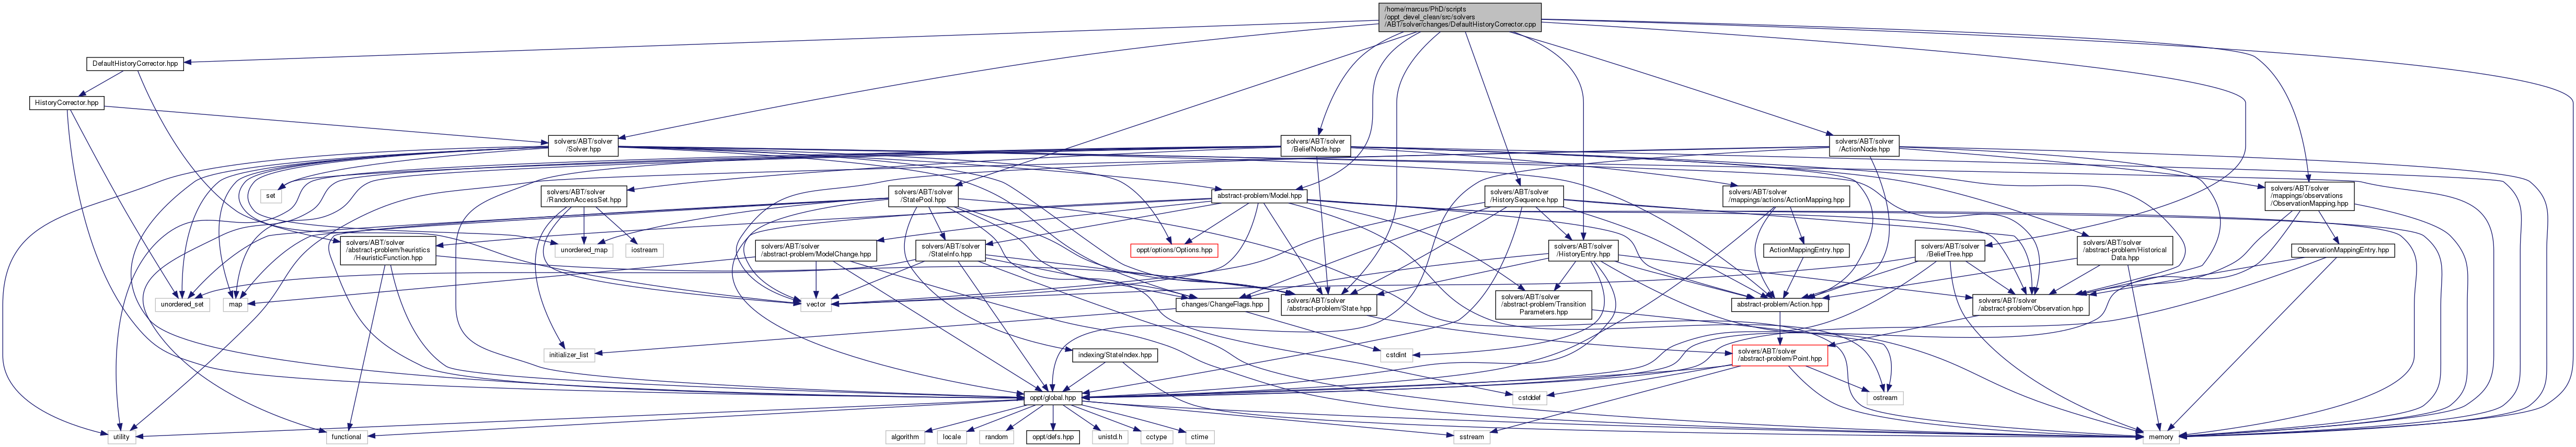 /home/marcus/PhD/scripts
/oppt_devel_clean/src/solvers
/ABT/solver/changes/DefaultHistoryCorrector.cpp
DefaultHistoryCorrector.hpp
HistoryCorrector.hpp
solvers/ABT/solver
/Solver.hpp
solvers/ABT/solver
/BeliefNode.hpp
solvers/ABT/solver
/ActionNode.hpp
set
solvers/ABT/solver
/RandomAccessSet.hpp
solvers/ABT/solver
/StatePool.hpp
abstract-problem/Model.hpp
solvers/ABT/solver
/HistorySequence.hpp
solvers/ABT/solver
/mappings/actions/ActionMapping.hpp
solvers/ABT/solver
/mappings/observations
/ObservationMapping.hpp
solvers/ABT/solver
/abstract-problem/heuristics
/HeuristicFunction.hpp
unordered_map
iostream
solvers/ABT/solver
/abstract-problem/ModelChange.hpp
solvers/ABT/solver
/StateInfo.hpp
oppt/options/Options.hpp
solvers/ABT/solver
/HistoryEntry.hpp
ActionMappingEntry.hpp
solvers/ABT/solver
/BeliefTree.hpp
solvers/ABT/solver
/abstract-problem/Historical
Data.hpp
ObservationMappingEntry.hpp
unordered_set
map
vector
changes/ChangeFlags.hpp
solvers/ABT/solver
/abstract-problem/State.hpp
solvers/ABT/solver
/abstract-problem/Transition
Parameters.hpp
abstract-problem/Action.hpp
solvers/ABT/solver
/abstract-problem/Observation.hpp
initializer_list
indexing/StateIndex.hpp
cstdint
solvers/ABT/solver
/abstract-problem/Point.hpp
oppt/global.hpp
cstddef
ostream
utility
functional
algorithm
locale
random
oppt/defs.hpp
unistd.h
cctype
ctime
sstream
memory